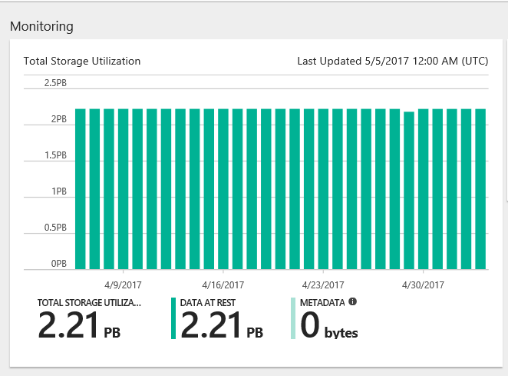 Monitoring
Total Storage Utilization Last Updated 5/5/2017 12:00 AM (UTC)
2.5PB
2PB
1.5PB
1PB
0.5PB
0PB
4/9/2017 4/16/2017 4/23/2017 4/30/2017
TOTAL STORAGE UTILIZA... DATA AT REST METADATA
2.21 PB 2.21 PB 0 bytes